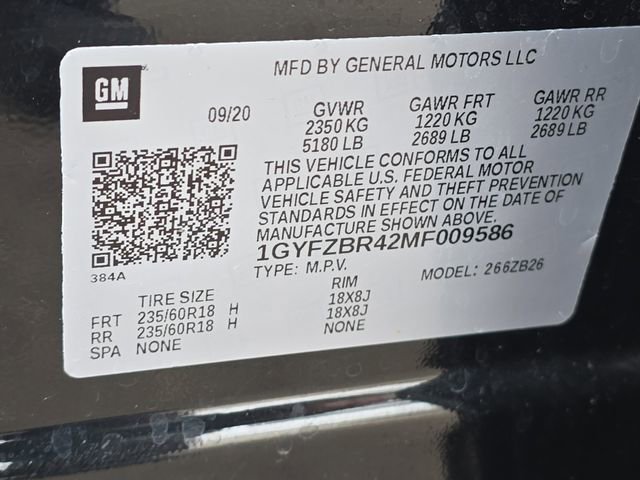 GM
MFD BY GENERAL MOTORS LLC
09/20
GVWR
2350 KG
5180 LB
GAWR FRT
1220 KG
2689 LB
GAWR RR
1220 KG
2689 LB
THIS VEHICLE CONFORMS TO ALL
APPLICABLE U.S. FEDERAL MOTOR
VEHICLE SAFETY AND THEFT PREVENTION
STANDARDS IN EFFECT ON THE DATE OF
MANUFACTURE SHOWN ABOVE.
1GYFZBR42MF009586
TYPE: M.P.V.
MODEL: 266ZB26
384A
TIRE SIZE
RIM
FRT 235/60R18 H 18X8J
RR 235/60R18 H 18X8J
SPA NONE NONE